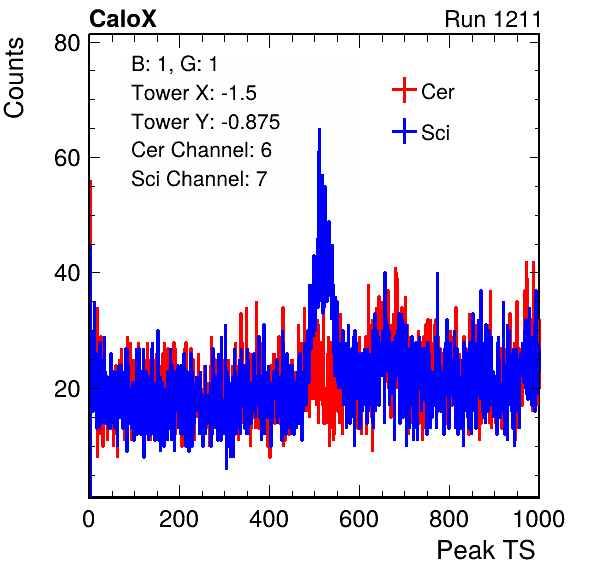 CaloX Run 1211
Counts
80
60
40
20
B: 1, G: 1
Tower X: -1.5
Tower Y: -0.875
Cer Channel: 6
Sci Channel: 7
Cer
Sci
0 200 400 600 800 1000
Peak TS